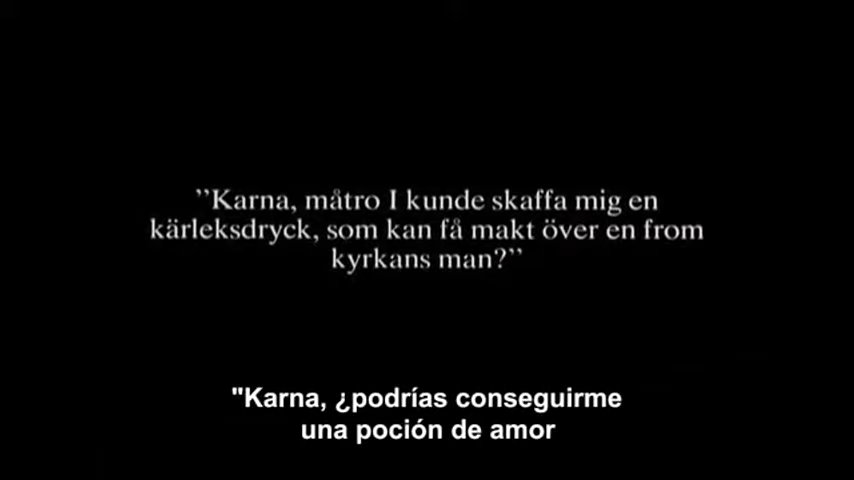 ”Karna, måtro I kunde skaffa mig en
kärleksdryck, som kan få makt över en from
kyrkans man?”
"Karna, ¿podrías conseguirme
una poción de amor